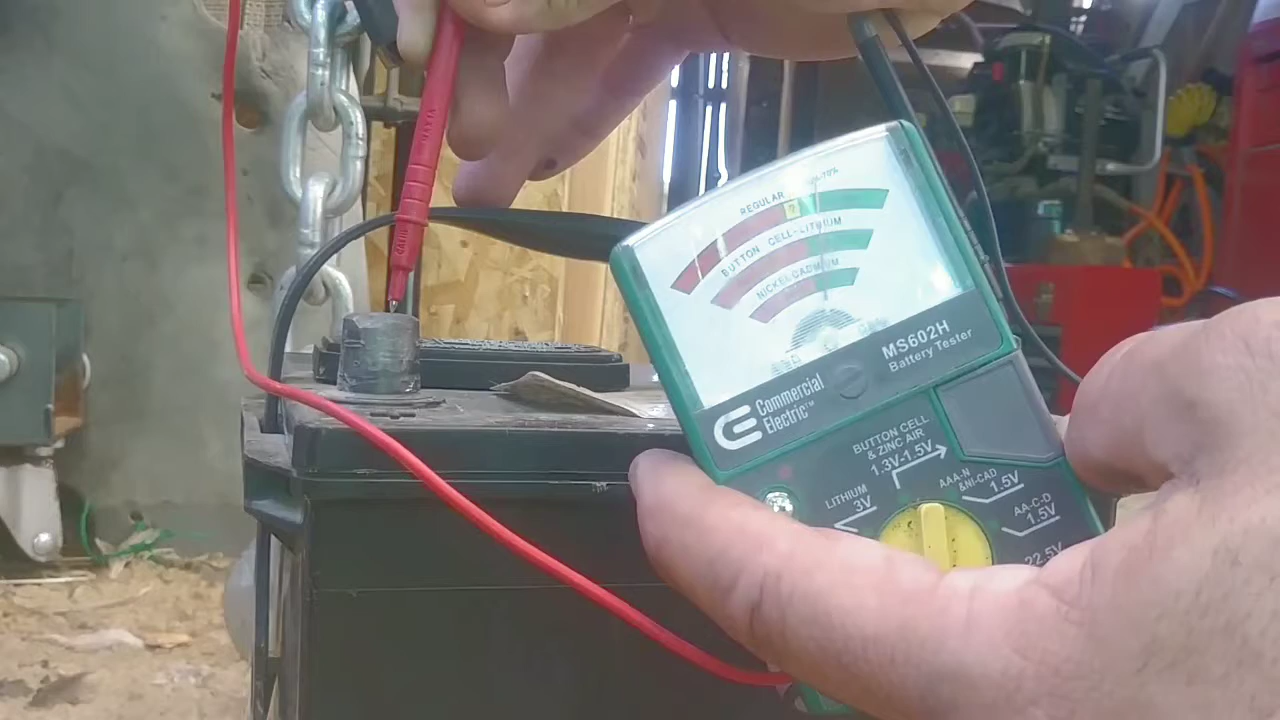 REGULAR
BUTTON CELL-LITHIUM
NICKEL-CADMIUM
MS602H
Battery Tester
Commercial
Electric™
BUTTON CELL
& ZINC AIR
1.3V-1.5V
LITHIUM
3V
AAA-N
&NI-CAD
1.5V
AA-C-D
1.5V
22.5V